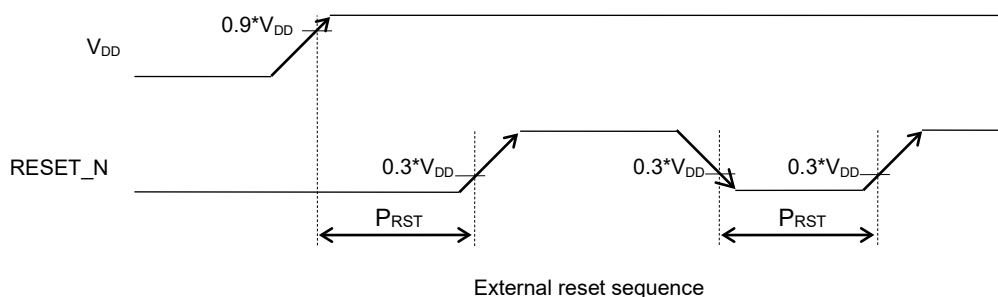 0.9*VDD
VDD
RESET_N
0.3*VDD
0.3*VDD
0.3*VDD
PRST
PRST
External reset sequence